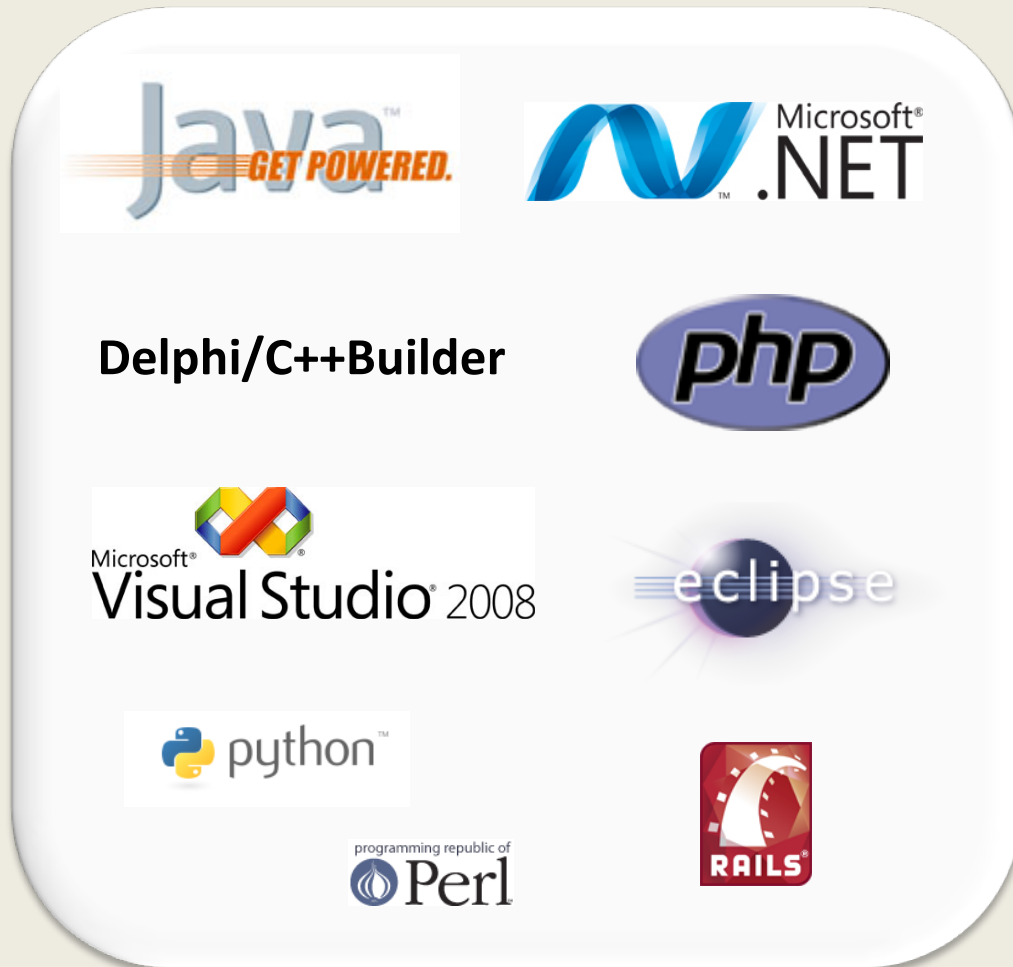 Java™
GET POWERED.
Microsoft®
.NET
™
Delphi/C++Builder
php
Microsoft®
®
Visual Studio® 2008
eclipse
python™
programming republic of
Perl
RAILS®